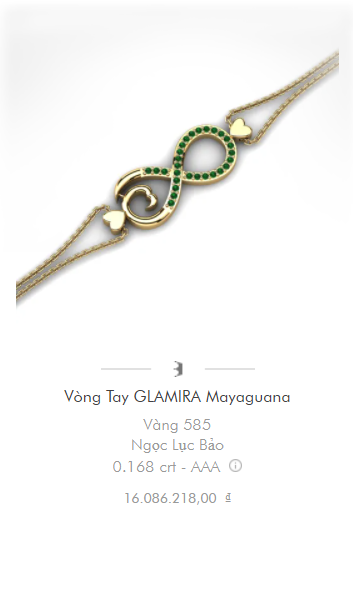 Vòng Tay GLAMIRA Mayaguana
Vàng 585
Ngọc Lục Bảo
0.168 crt - AAA
16.086.218,00 ₫